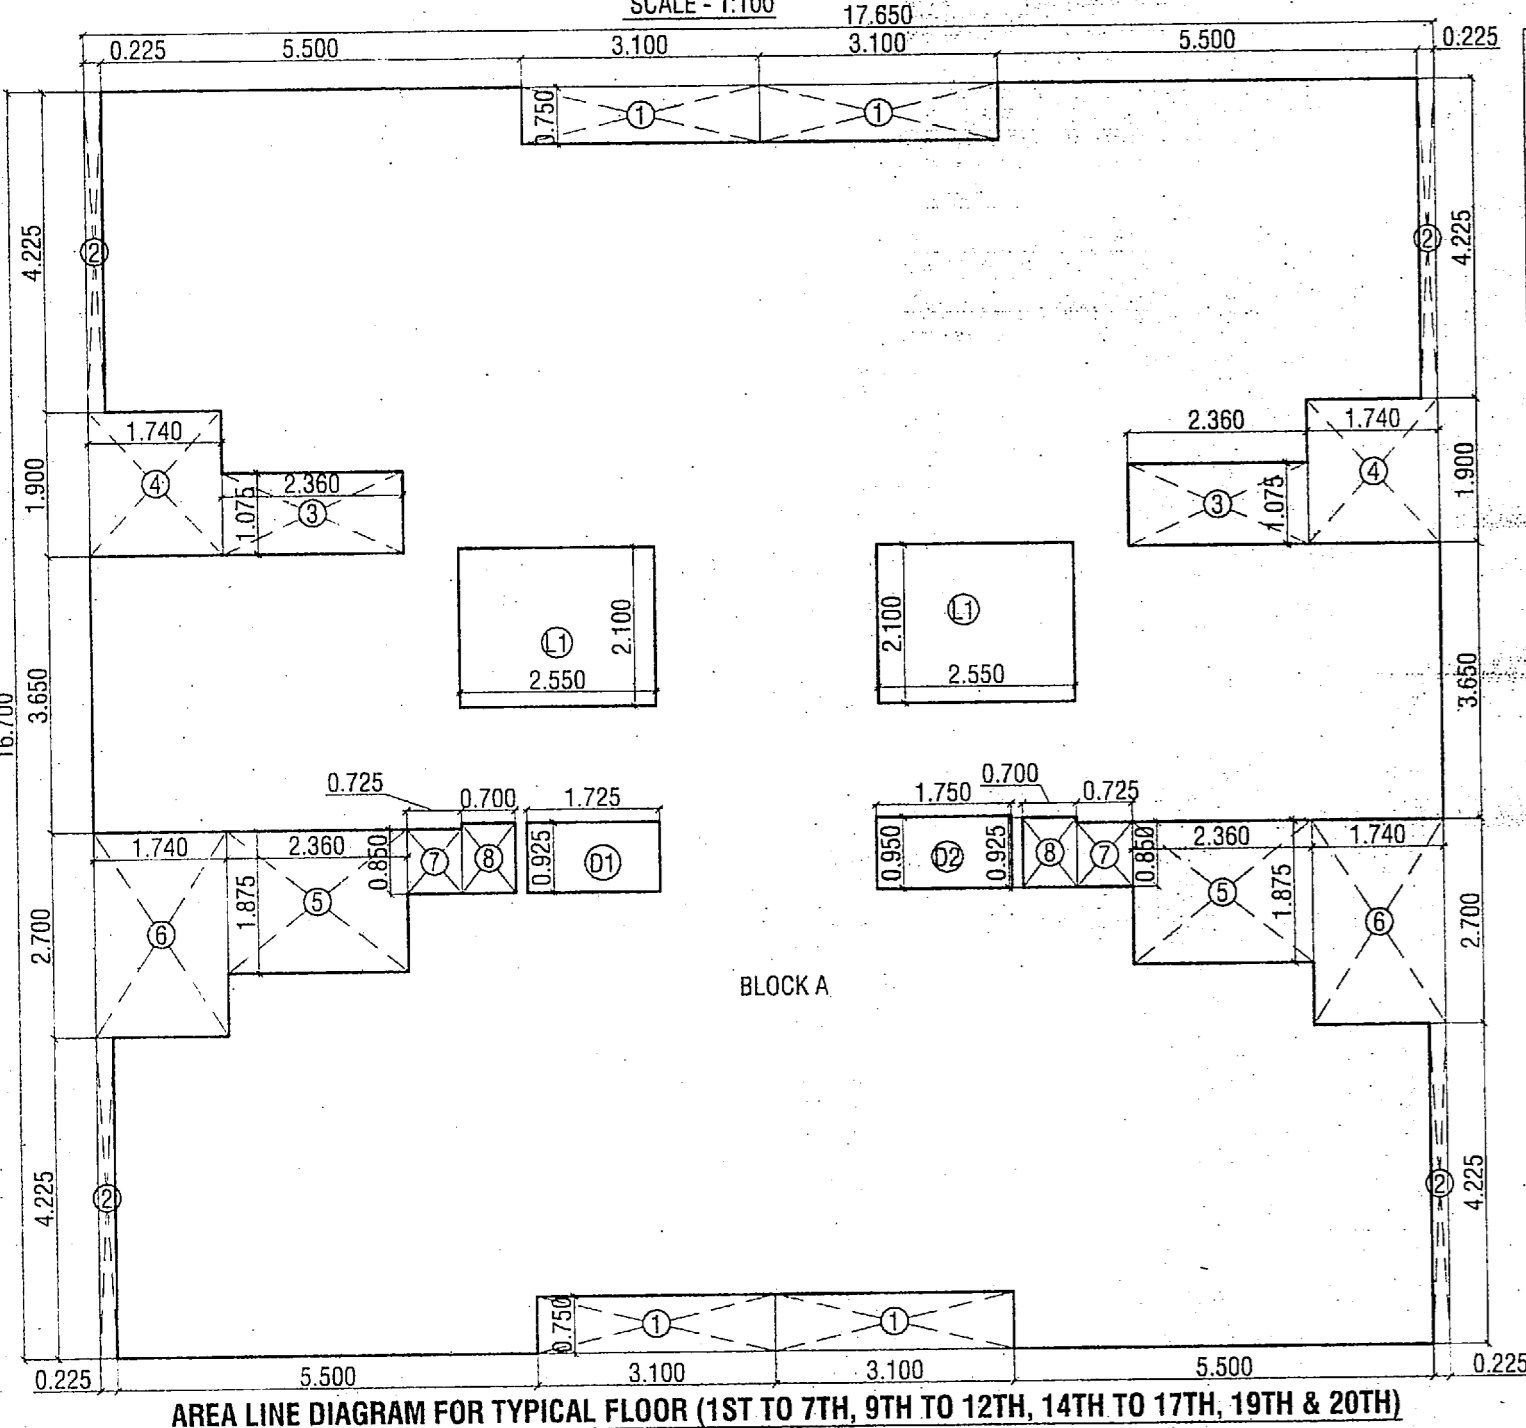 SCALE - 1:100
17.650
0.225 5.500 3.100 3.100 5.500 0.225
0.750 1 1
4.225 2 2 4.225
1.740 2.360 1.740
1.900 4 1.075 2.360 3 3 1.075 4 1.900
L1 2.100 2.100 L1
2.550 2.550
16.700 3.650 3.650
0.725 0.700 1.725 1.750 0.700 0.725
1.740 2.360 0.850 7 8 0.925 D1 0.950 D2 0.925 8 7 0.850 2.360 1.740
2.700 6 1.875 5 5 1.875 6 2.700
BLOCK A
4.225 2 2 4.225
0.750 1 1
0.225 5.500 3.100 3.100 5.500 0.225
AREA LINE DIAGRAM FOR TYPICAL FLOOR (1ST TO 7TH, 9TH TO 12TH, 14TH TO 17TH, 19TH & 20TH)